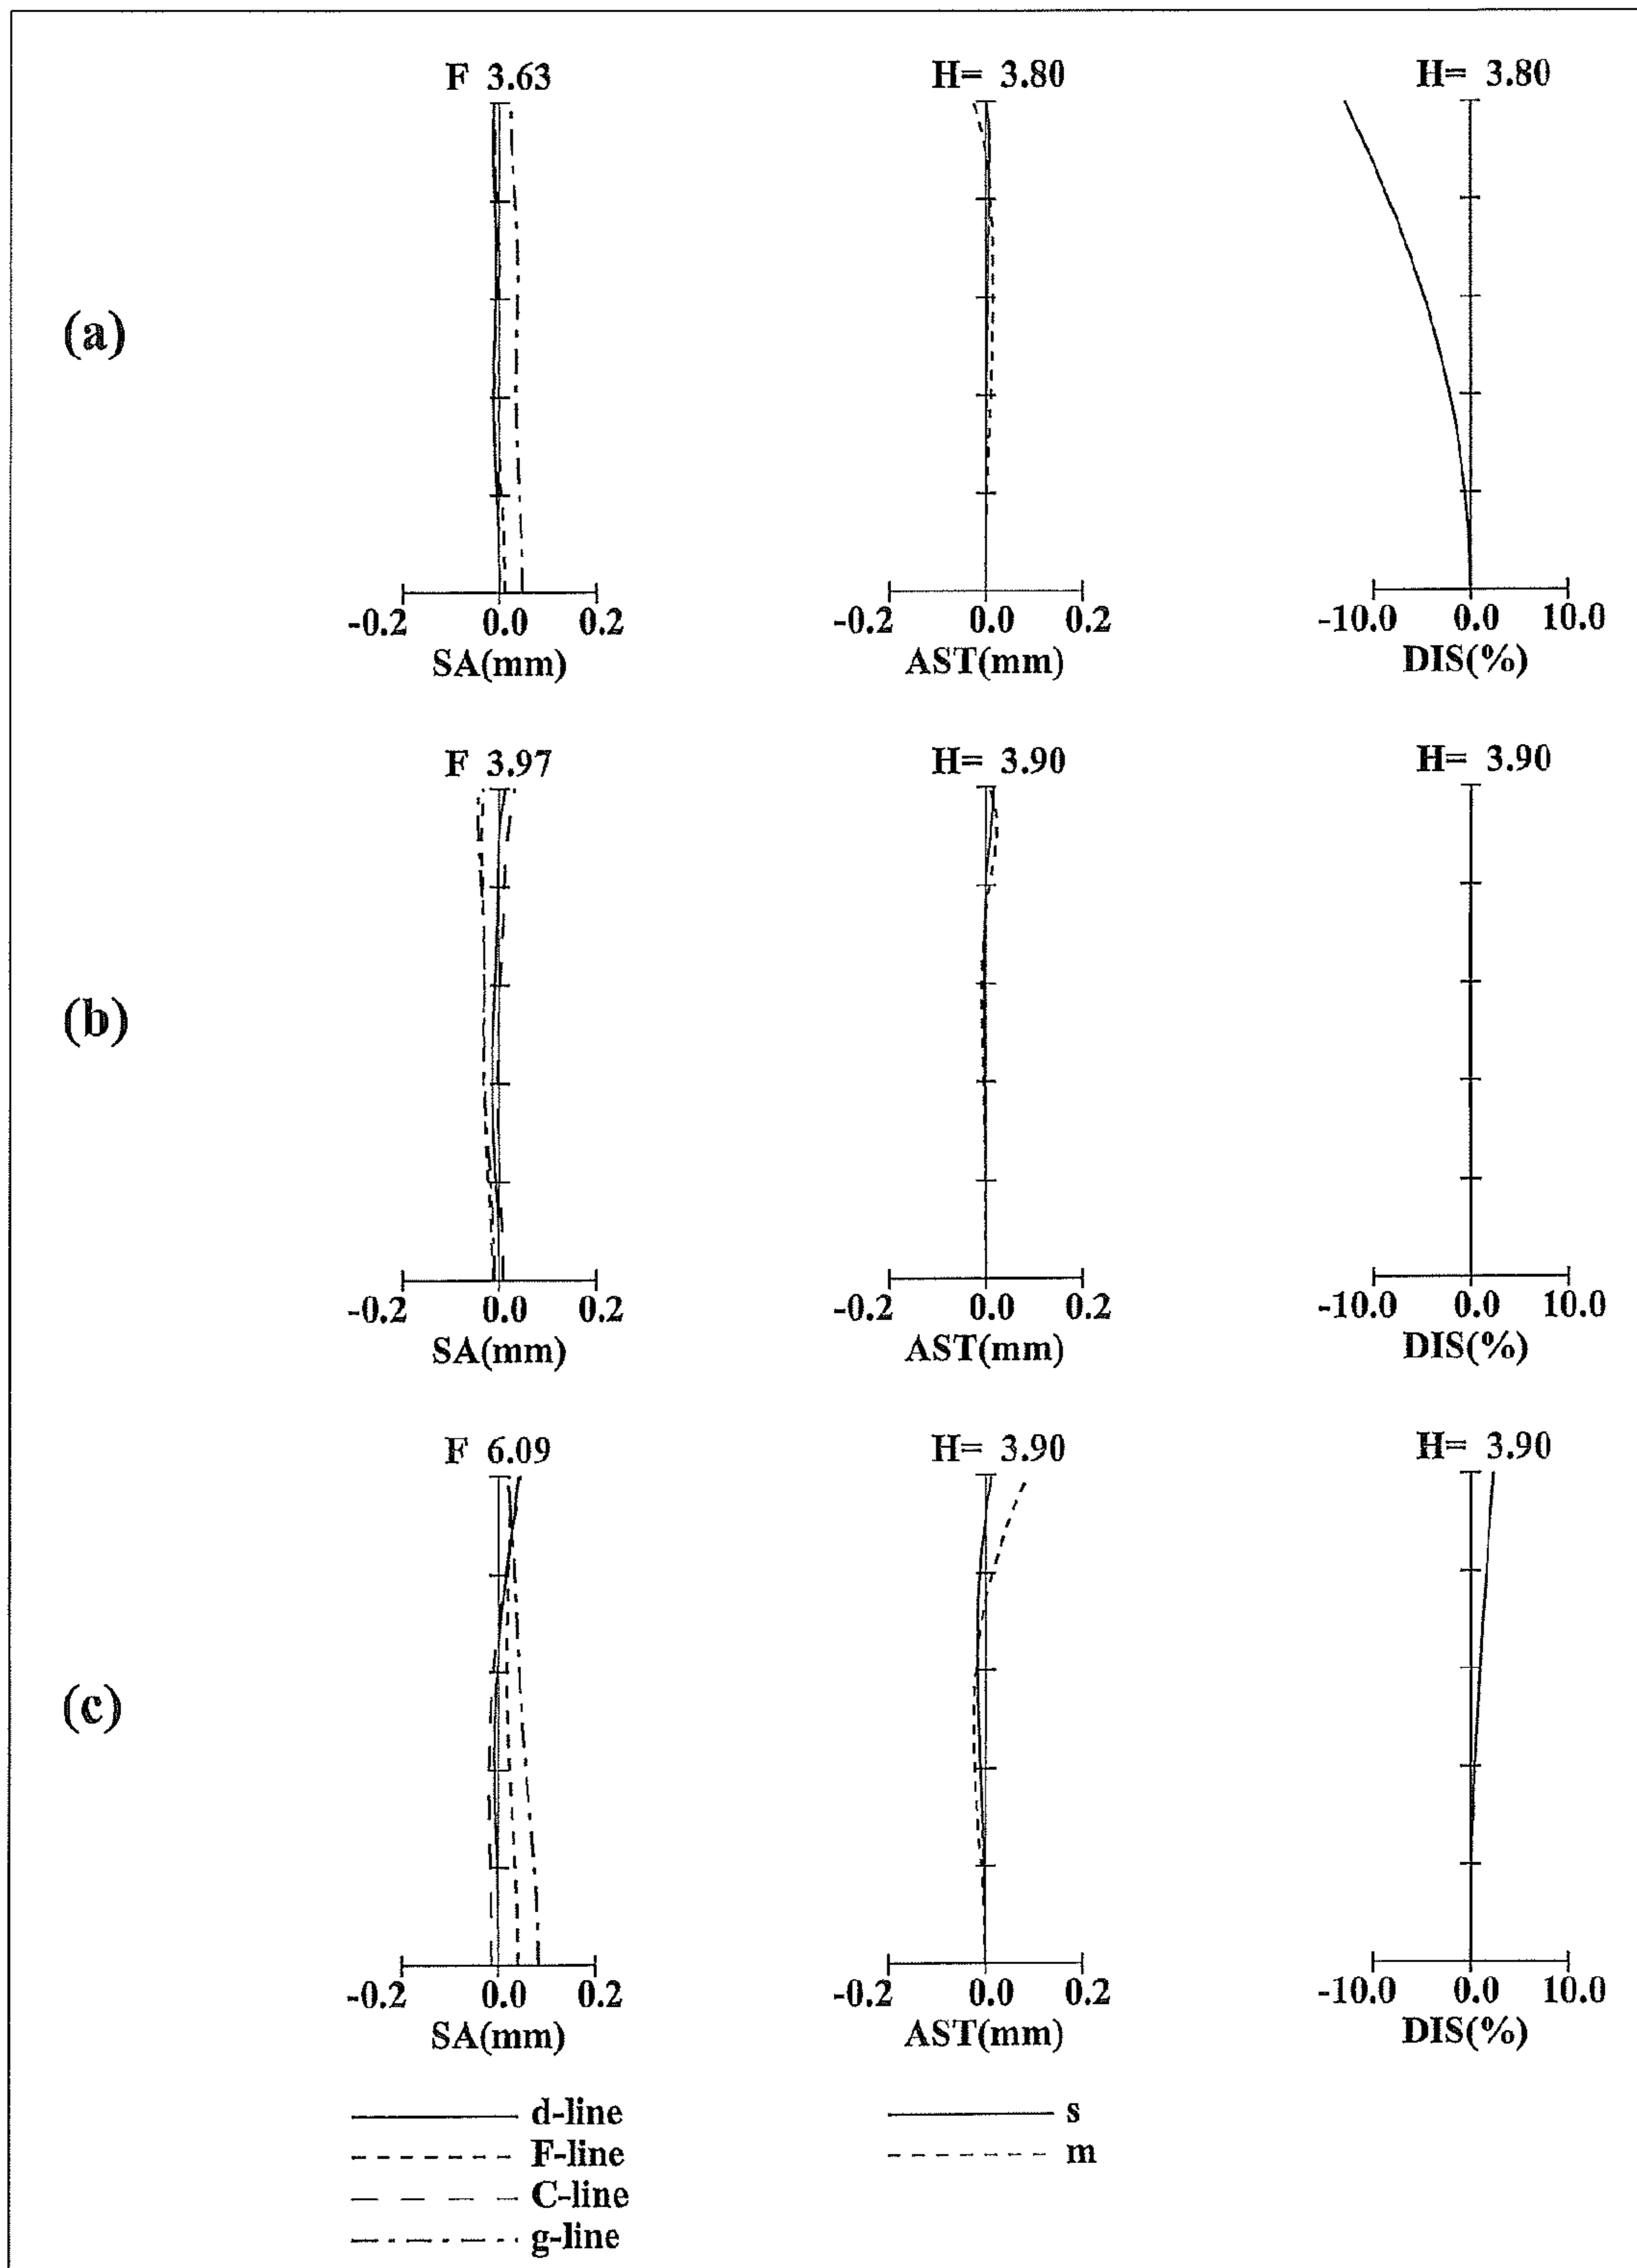 F 3.63 H= 3.80 H= 3.80
(a)
-0.2 0.0 0.2 -0.2 0.0 0.2 -10.0 0.0 10.0
SA(mm) AST(mm) DIS(%)
F 3.97 H= 3.90 H= 3.90
(b)
-0.2 0.0 0.2 -0.2 0.0 0.2 -10.0 0.0 10.0
SA(mm) AST(mm) DIS(%)
F 6.09 H= 3.90 H= 3.90
(c)
-0.2 0.0 0.2 -0.2 0.0 0.2 -10.0 0.0 10.0
SA(mm) AST(mm) DIS(%)
d-line s
F-line m
C-line
g-line